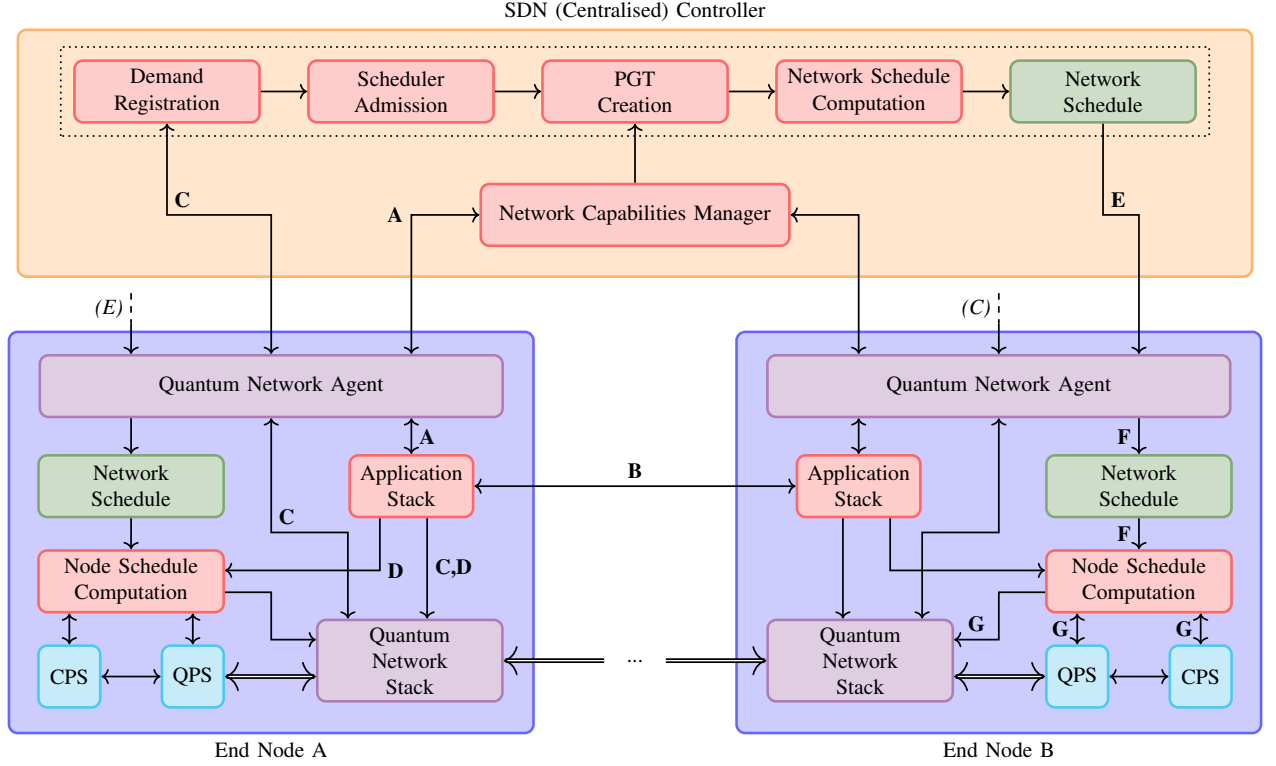 SDN (Centralised) Controller
Demand
Registration
Scheduler
Admission
PGT
Creation
Network Schedule
Computation
Network
Schedule
C
A
Network Capabilities Manager
E
(E)
(C)
Quantum Network Agent
Quantum Network Agent
A
F
Network
Schedule
Application
Stack
B
Application
Stack
Network
Schedule
C
F
Node Schedule
Computation
D
C,D
Node Schedule
Computation
G
G
G
CPS
QPS
Quantum
Network
Stack
...
Quantum
Network
Stack
QPS
CPS
End Node A
End Node B